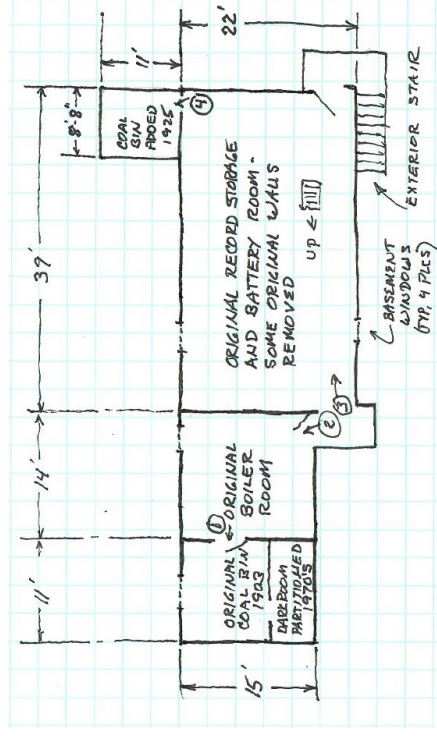 11'
14'
39'
8'-8"
11'
COAL
BIN
ADDED
1925
④
①
ORIGINAL
COAL BIN
1903
ORIGINAL
BOILER
ROOM
ORIGINAL RECORD STORAGE
AND BATTERY ROOM -
SOME ORIGINAL WALLS
REMOVED
15'
22'
DARKROOM
PARTITIONED
1970'S
②
③
UP
BASEMENT
WINDOWS
(TYP. 4 PLCS)
EXTERIOR STAIR